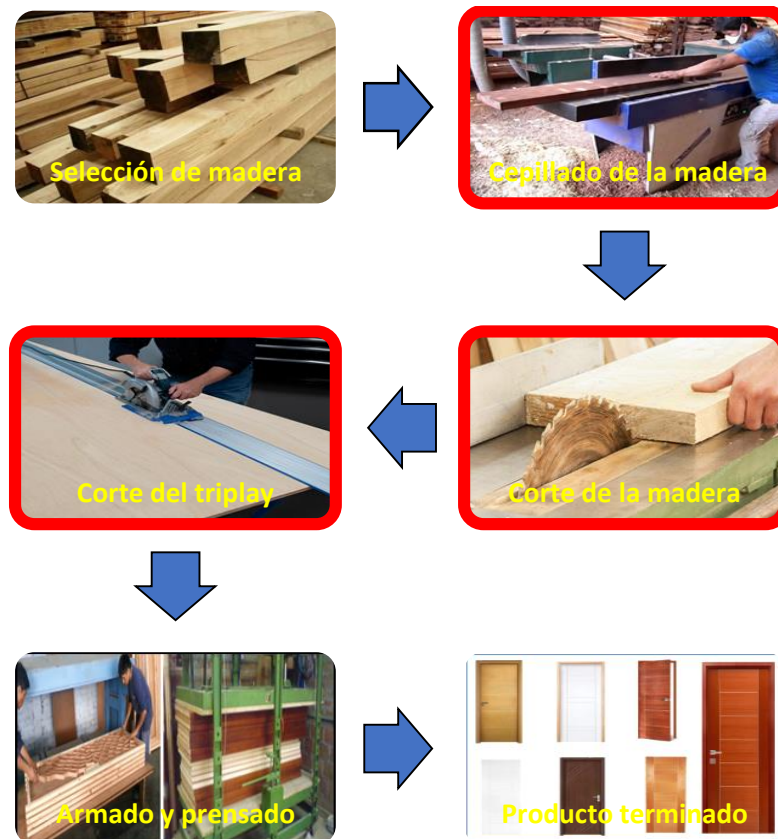 Selección de madera
Cepillado de la madera
Corte de la madera
Corte del triplay
Armado y prensado
Producto terminado